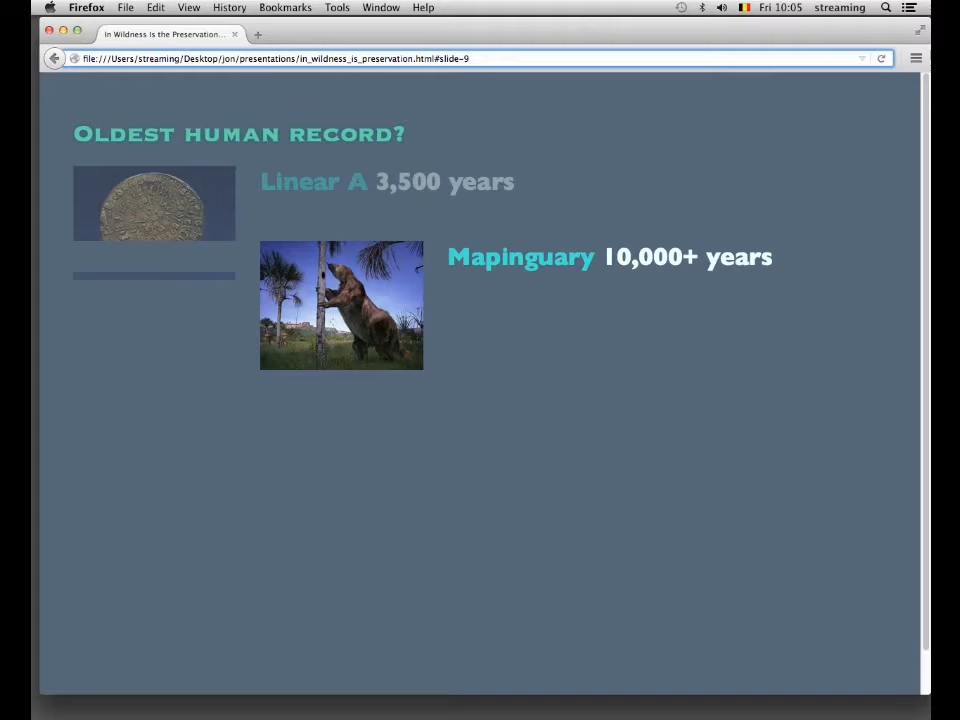 Firefox File Edit View History Bookmarks Tools Window Help Fri 10:05 streaming
In Wildness Is the Preservation...
file:///Users/streaming/Desktop/jon/presentations/in_wildness_is_preservation.html#slide-9
Oldest human record?
Linear A 3,500 years
Mapinguary 10,000+ years